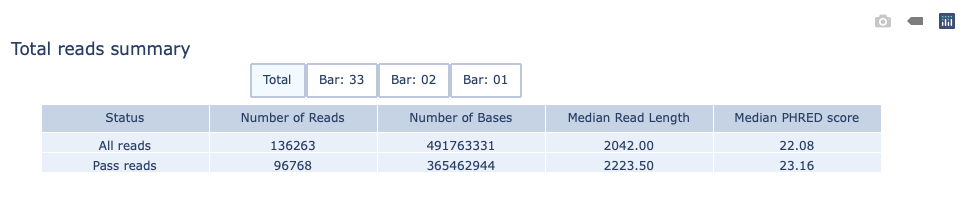 Total reads summary
Total Bar: 33 Bar: 02 Bar: 01
Status Number of Reads Number of Bases Median Read Length Median PHRED score
All reads 136263 491763331 2042.00 22.08
Pass reads 96768 365462944 2223.50 23.16